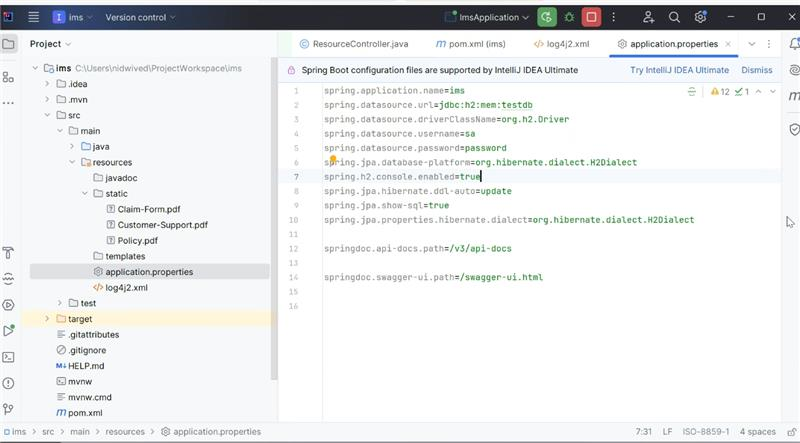 ims
Version control
ImsApplication
Project
ResourceController.java
pom.xml (ims)
log4j2.xml
application.properties
Spring Boot configuration files are supported by IntelliJ IDEA Ultimate
Try IntelliJ IDEA Ultimate
Dismiss
ims C:\Users\nidwived\ProjectWorkspace\ims
.idea
.mvn
src
main
java
resources
javadoc
static
Claim-Form.pdf
Customer-Support.pdf
Policy.pdf
templates
application.properties
log4j2.xml
test
target
.gitattributes
.gitignore
HELP.md
mvnw
mvnw.cmd
pom.xml
12 1
1 spring.application.name=ims
2 spring.datasource.url=jdbc:h2:mem:testdb
3 spring.datasource.driverClassName=org.h2.Driver
4 spring.datasource.username=sa
5 spring.datasource.password=password
6 spring.jpa.database-platform=org.hibernate.dialect.H2Dialect
7 spring.h2.console.enabled=true
8 spring.jpa.hibernate.ddl-auto=update
9 spring.jpa.show-sql=true
10 spring.jpa.properties.hibernate.dialect=org.hibernate.dialect.H2Dialect
11
12 springdoc.api-docs.path=/v3/api-docs
13
14 springdoc.swagger-ui.path=/swagger-ui.html
15
16
ims > src > main > resources > application.properties
7:31 LF ISO-8859-1 4 spaces